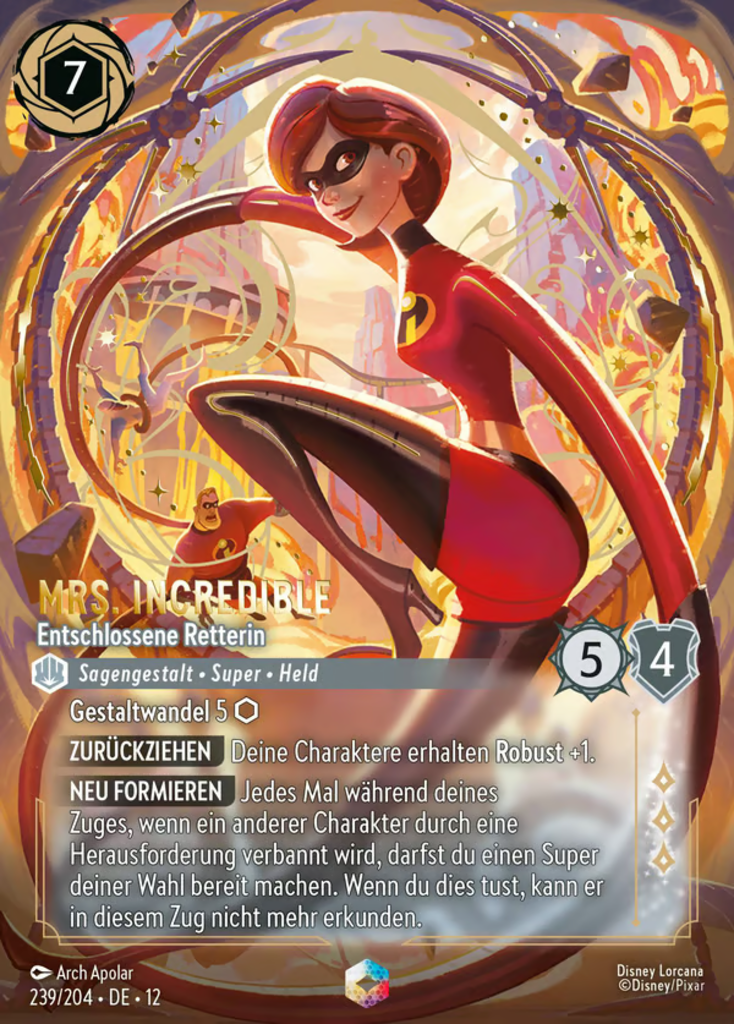 7
MRS. INCREDIBLE
Entschlossene Retterin
Sagengestalt • Super • Held
5
4
Gestaltwandel 5
ZURÜCKZIEHEN Deine Charaktere erhalten Robust +1.
NEU FORMIEREN Jedes Mal während deines
Zuges, wenn ein anderer Charakter durch eine
Herausforderung verbannt wird, darfst du einen Super
deiner Wahl bereit machen. Wenn du dies tust, kann er
in diesem Zug nicht mehr erkunden.
Arch Apolar
239/204 • DE • 12
Disney Lorcana
©Disney/Pixar